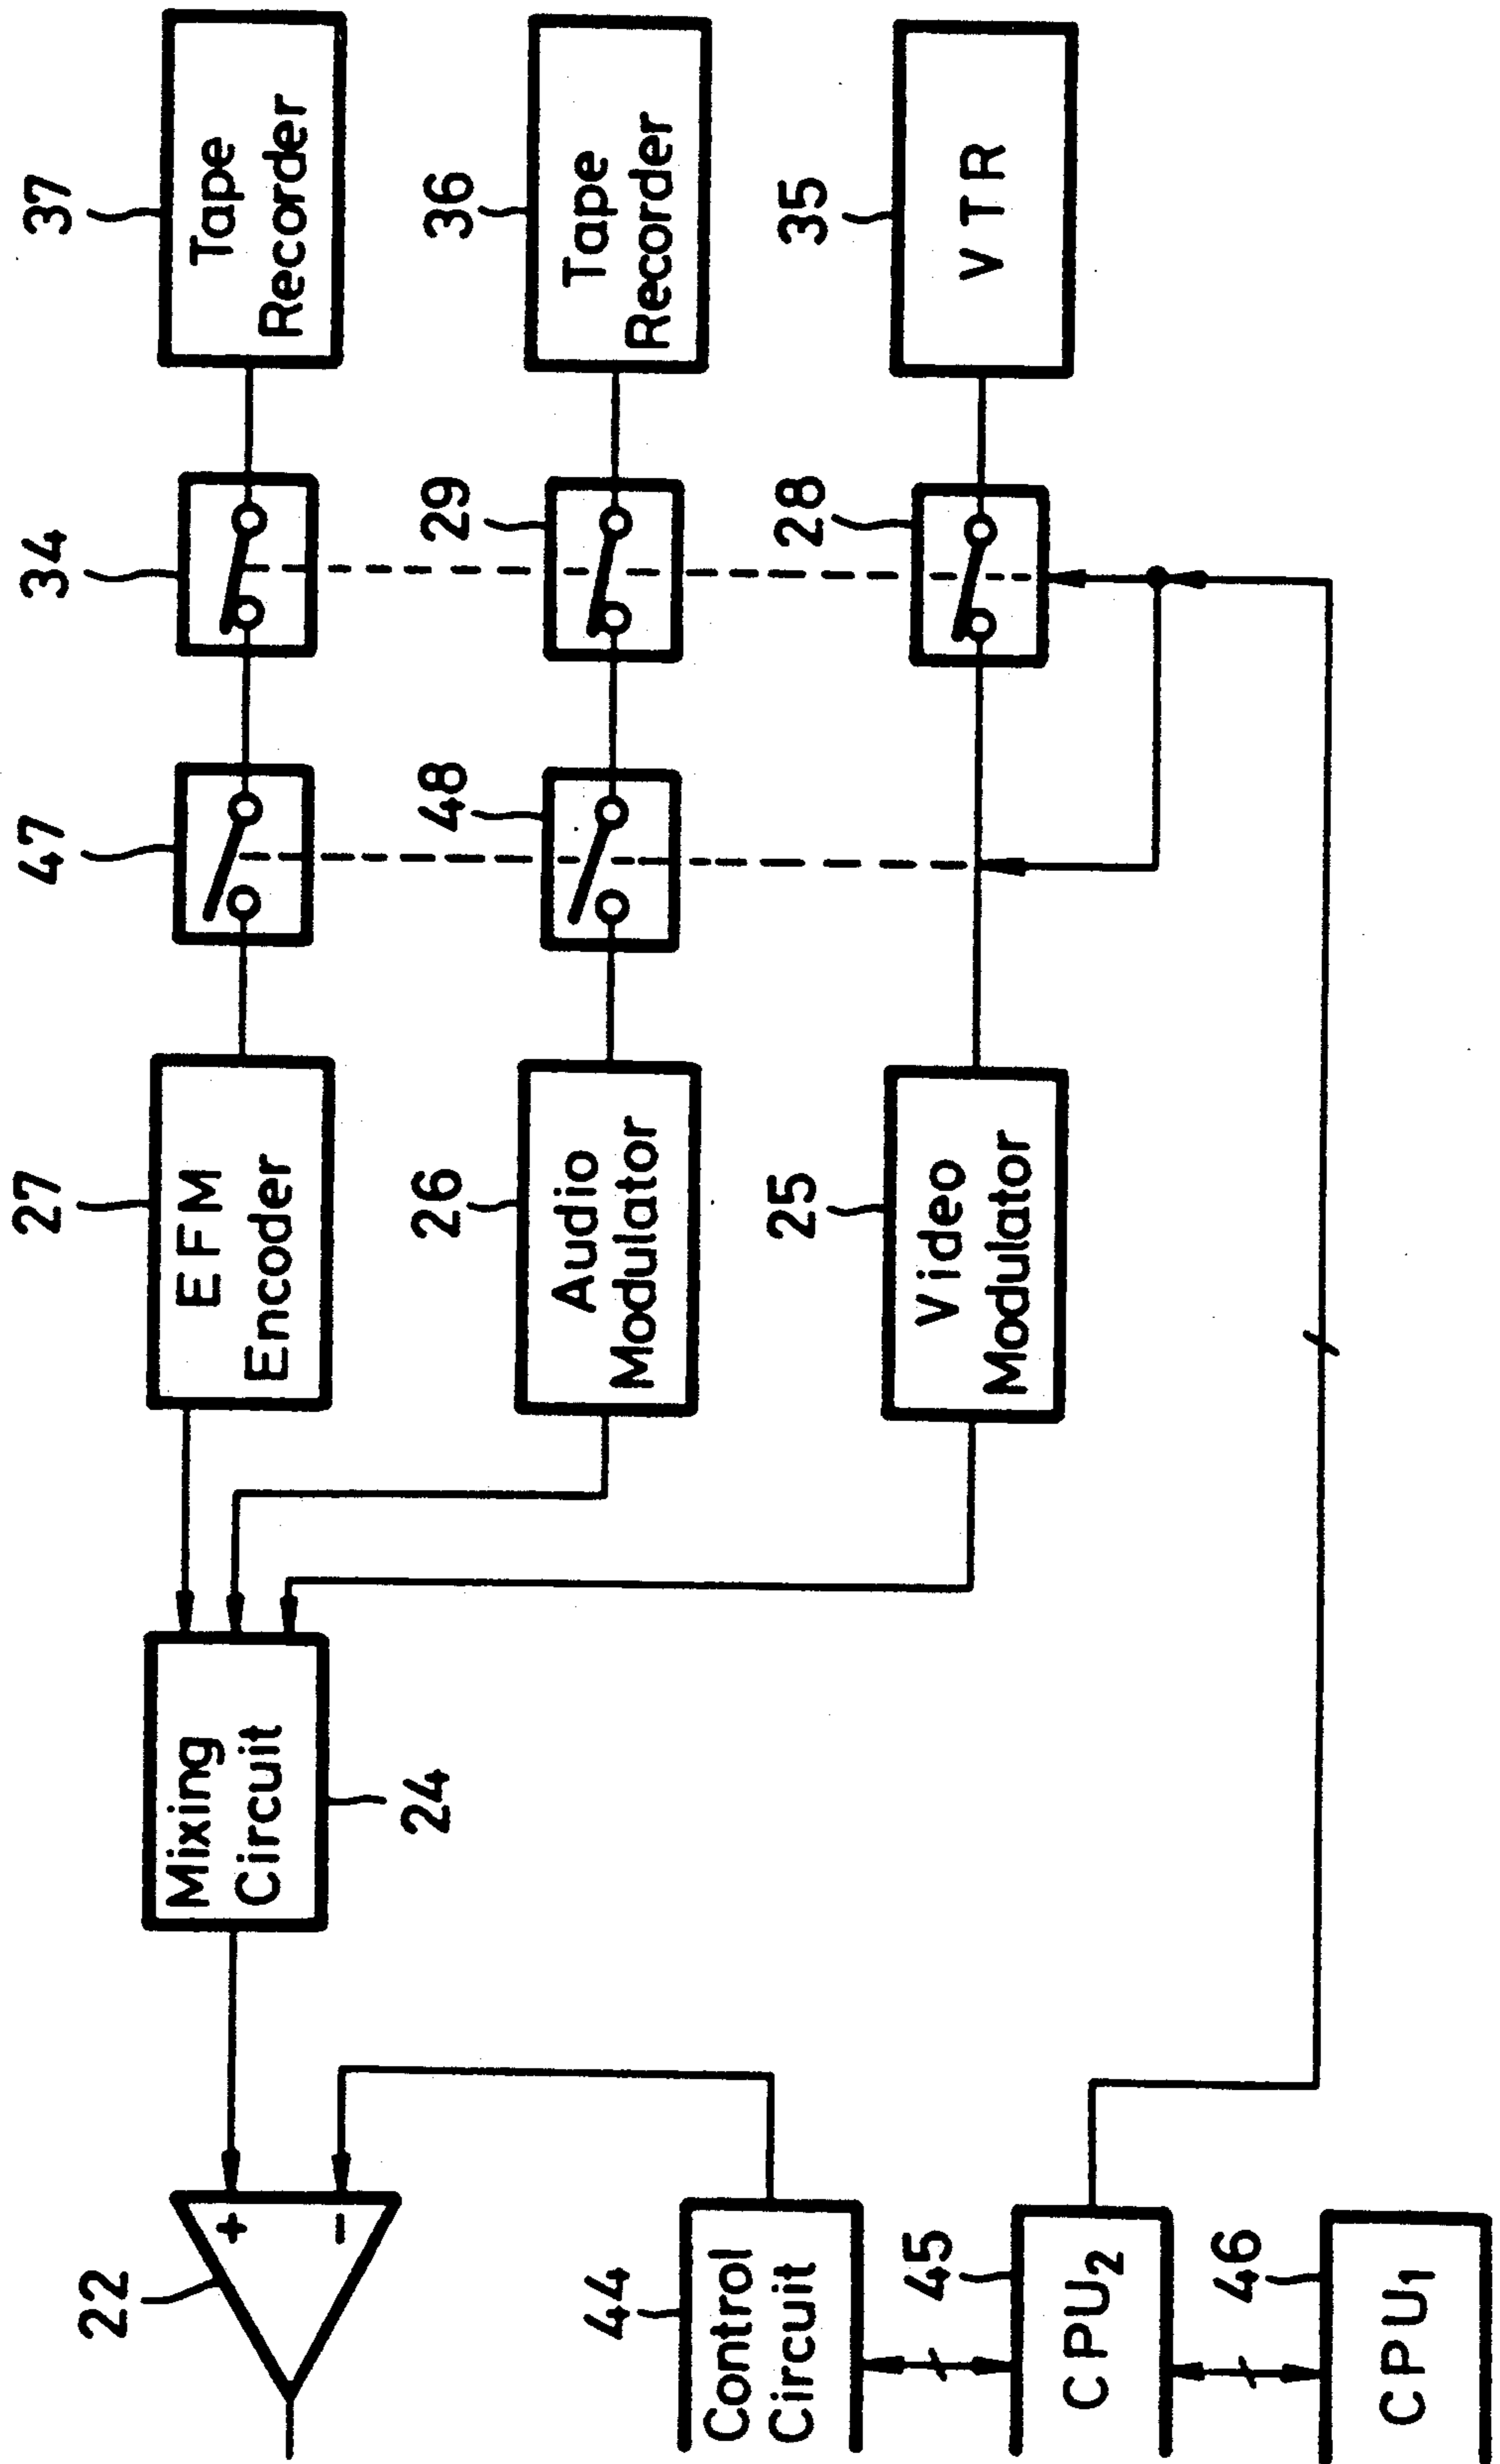 22
27
47
34
37
+
−
Mixing
Circuit
24
EFM
Encoder
Tape
Recorder
26
48
29
36
Audio
Modulator
Tape
Recorder
44
25
28
35
Control
Circuit
Video
Modulator
VTR
45
CPU₂
46
CPU₁